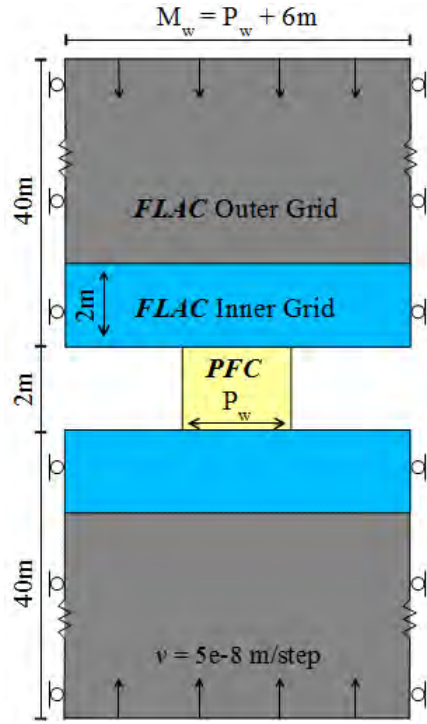 M_w = P_w + 6m
40m
FLAC Outer Grid
2m
FLAC Inner Grid
2m
PFC
P_w
40m
v = 5e-8 m/step